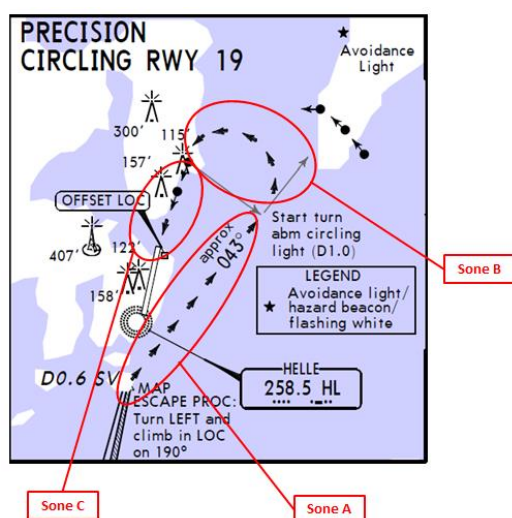 PRECISION
CIRCLING RWY 19
Avoidance
Light
300'
115'
157'
OFFSET LOC
407'
122'
158'
approx
043°
Start turn
abm circling
light (D1.0)
LEGEND
Avoidance light/
hazard beacon/
flashing white
HELLE
258.5 HL
D0.6 SV
MAP
ESCAPE PROC:
Turn LEFT and
climb in LOC
on 190°
Sone B
Sone C
Sone A